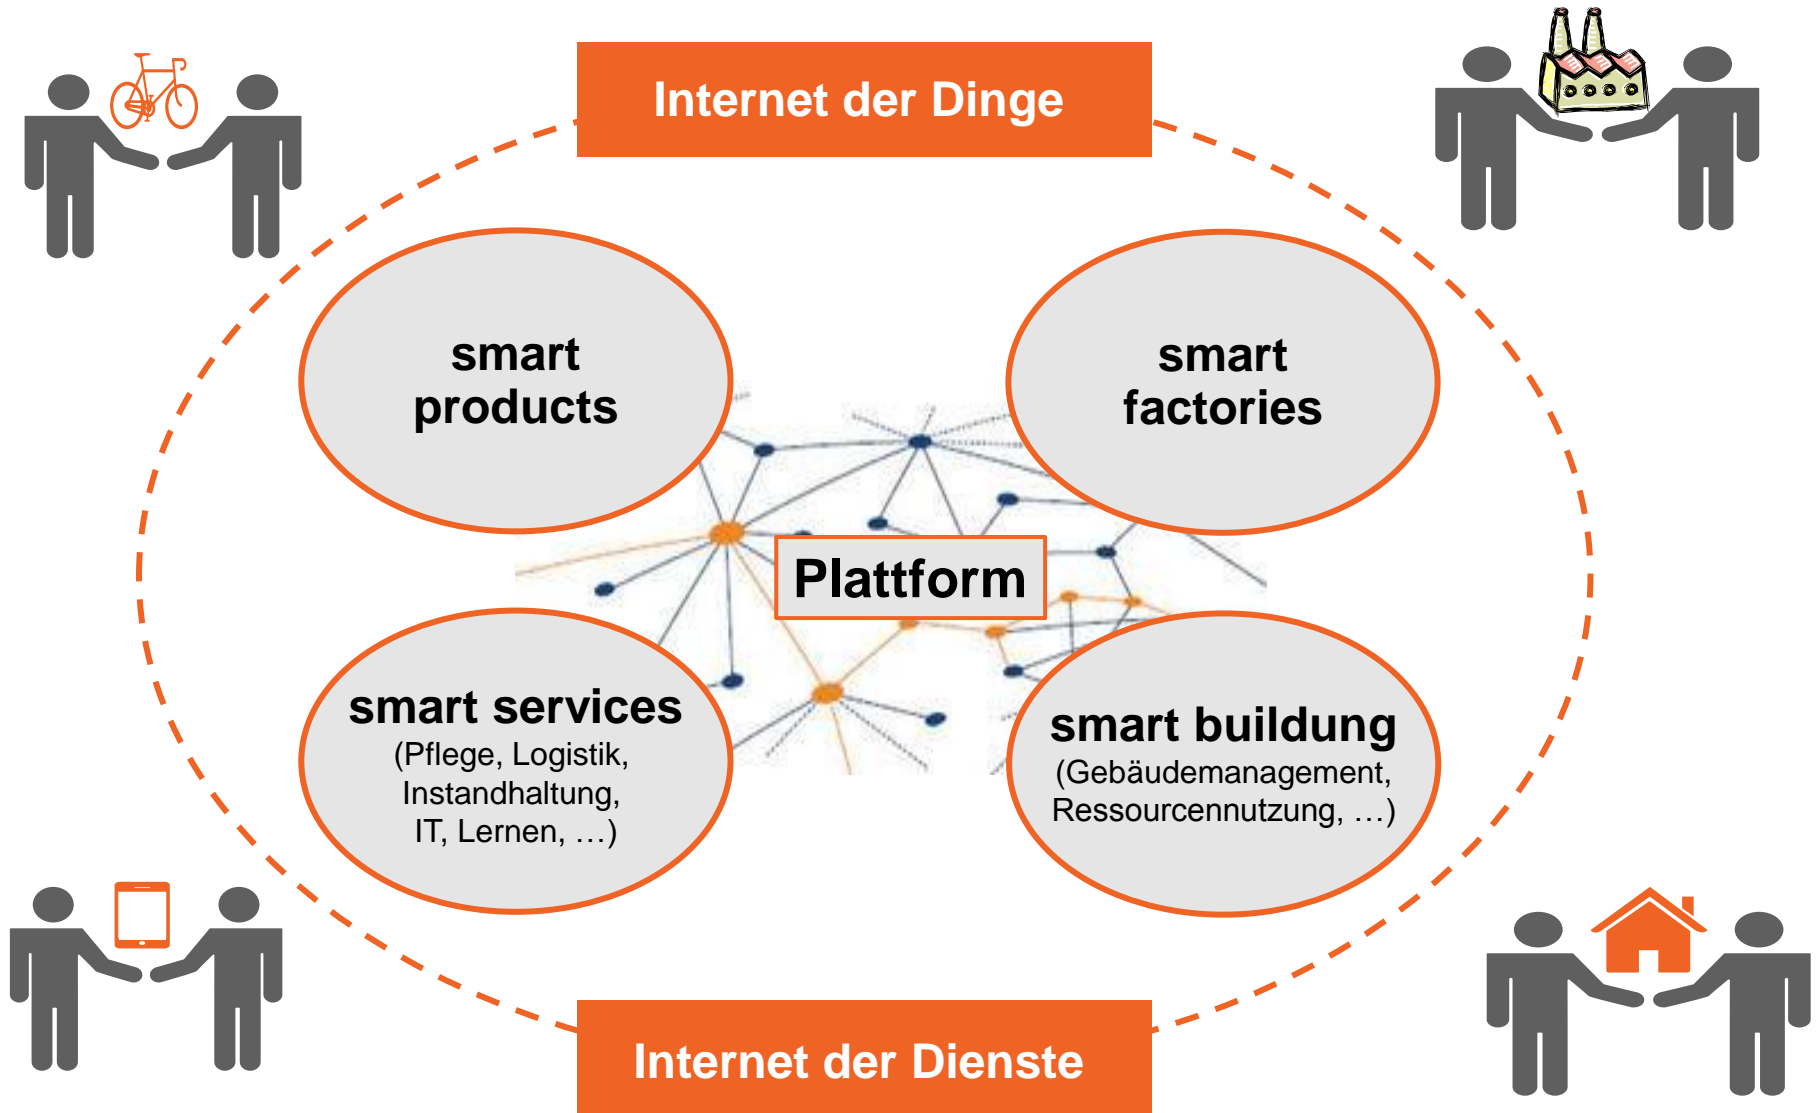 Internet der Dinge
smart
products
smart
factories
Plattform
smart services
(Pflege, Logistik,
Instandhaltung,
IT, Lernen, …)
smart buildung
(Gebäudemanagement,
Ressourcennutzung, …)
Internet der Dienste